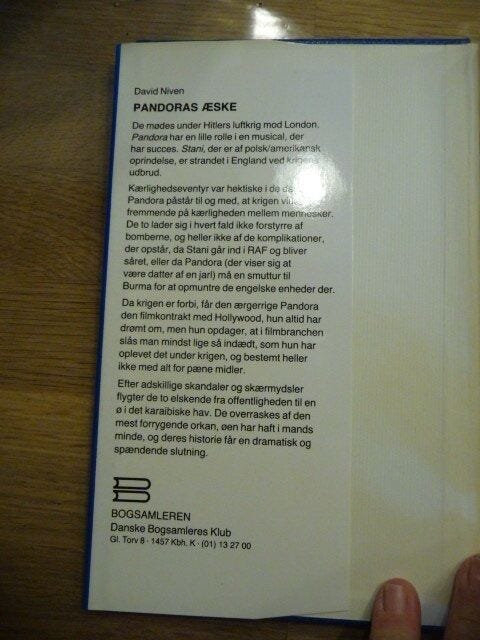 David Niven
PANDORAS ÆSKE
De mødes under Hitlers luftkrig mod London.
Pandora har en lille rolle i en musical, der
har succes. Stani, der er af polsk/amerikansk
oprindelse, er strandet i England ved krigens
udbrud.
Kærlighedseventyr var hektiske i de
Pandora påstår til og med, at krigen
fremmende på kærligheden mellem mennesker.
De to lader sig i hvert fald ikke forstyrre af
bomberne, og heller ikke af de komplikationer,
der opstår, da Stani går ind i RAF og bliver
såret, eller da Pandora (der viser sig at
være datter af en jarl) må en smuttur til
Burma for at opmuntre de engelske enheder der.
Da krigen er forbi, får den ærgerrige Pandora
den filmkontrakt med Hollywood, hun altid har
drømt om, men hun opdager, at i filmbranchen
slås man mindst lige så indædt, som hun har
oplevet det under krigen, og bestemt heller
ikke med alt for pæne midler.
Efter adskillige skandaler og skærmydsler
flygter de to elskende fra offentligheden til en
ø i det karaibiske hav. De overraskes af den
mest forrygende orkan, øen har haft i mands
minde, og deres historie får en dramatisk og
spændende slutning.
BOGSAMLEREN
Danske Bogsamleres Klub
Gl. Torv 8 · 1457 Kbh. K · (01) 13 27 00